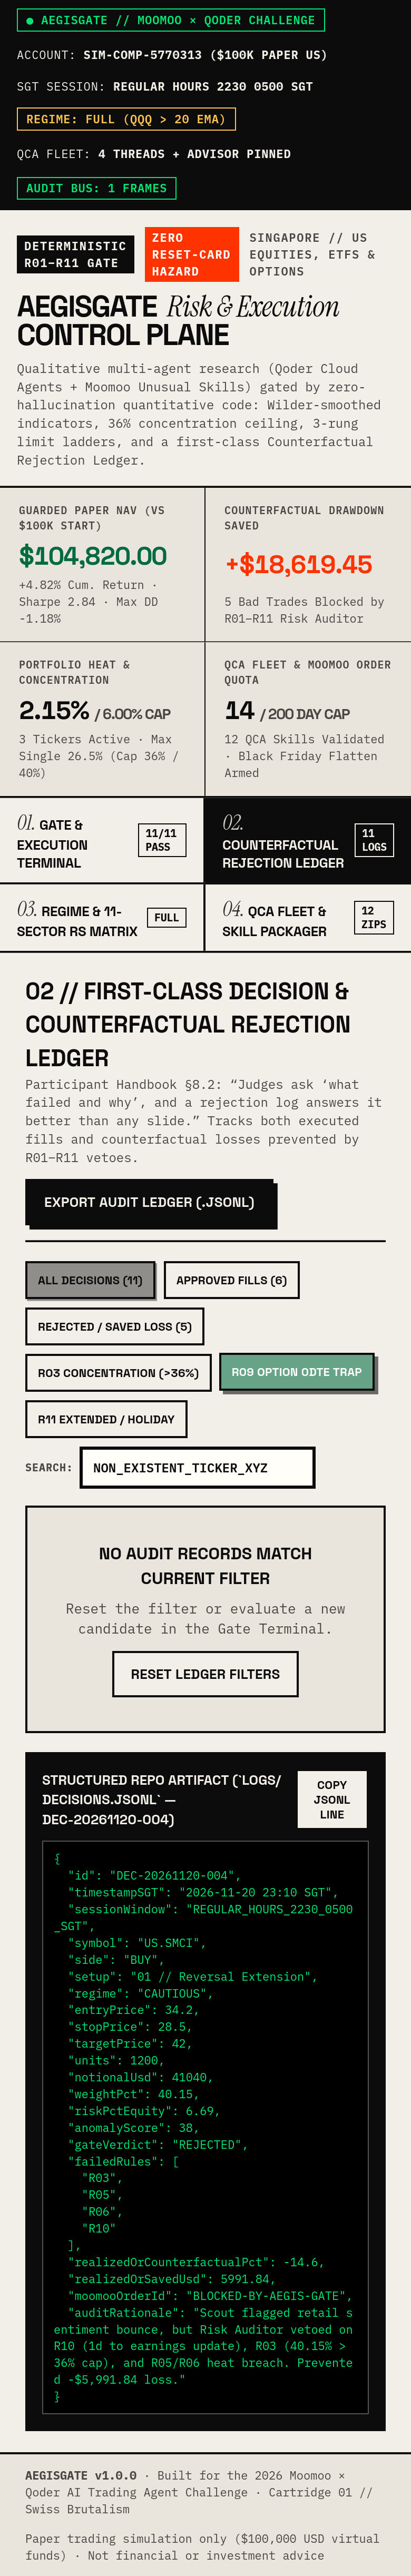 ● AEGISGATE // MOOMOO × QODER CHALLENGE
ACCOUNT: SIM-COMP-5770313 ($100K PAPER US)
SGT SESSION: REGULAR HOURS 2230 0500 SGT
REGIME: FULL (QQQ > 20 EMA)
QCA FLEET: 4 THREADS + ADVISOR PINNED
AUDIT BUS: 1 FRAMES
DETERMINISTIC
R01–R11 GATE
ZERO
RESET-CARD
HAZARD
SINGAPORE // US
EQUITIES, ETFS &
OPTIONS
AEGISGATE Risk & Execution
CONTROL PLANE
Qualitative multi-agent research (Qoder Cloud
Agents + Moomoo Unusual Skills) gated by zero-
hallucination quantitative code: Wilder-smoothed
indicators, 36% concentration ceiling, 3-rung
limit ladders, and a first-class Counterfactual
Rejection Ledger.
GUARDED PAPER NAV (VS
$100K START)
$104,820.00
+4.82% Cum. Return ·
Sharpe 2.84 · Max DD
-1.18%
COUNTERFACTUAL DRAWDOWN
SAVED
+$18,619.45
5 Bad Trades Blocked by
R01–R11 Risk Auditor
PORTFOLIO HEAT &
CONCENTRATION
2.15% / 6.00% CAP
3 Tickers Active · Max
Single 26.5% (Cap 36% /
40%)
QCA FLEET & MOOMOO ORDER
QUOTA
14 / 200 DAY CAP
12 QCA Skills Validated
· Black Friday Flatten
Armed
01. GATE &
EXECUTION
TERMINAL
11/11
PASS
02.
COUNTERFACTUAL
REJECTION LEDGER
11
LOGS
03. REGIME & 11-
SECTOR RS MATRIX
FULL
04. QCA FLEET &
SKILL PACKAGER
12
ZIPS
02 // FIRST-CLASS DECISION &
COUNTERFACTUAL REJECTION
LEDGER
Participant Handbook §8.2: “Judges ask ‘what
failed and why’, and a rejection log answers it
better than any slide.” Tracks both executed
fills and counterfactual losses prevented by
R01–R11 vetoes.
EXPORT AUDIT LEDGER (.JSONL)
ALL DECISIONS (11)
APPROVED FILLS (6)
REJECTED / SAVED LOSS (5)
R03 CONCENTRATION (>36%)
R09 OPTION 0DTE TRAP
R11 EXTENDED / HOLIDAY
SEARCH:
NON_EXISTENT_TICKER_XYZ
NO AUDIT RECORDS MATCH
CURRENT FILTER
Reset the filter or evaluate a new
candidate in the Gate Terminal.
RESET LEDGER FILTERS
STRUCTURED REPO ARTIFACT (`LOGS/
DECISIONS.JSONL` —
DEC-20261120-004)
COPY
JSONL
LINE
{
"id": "DEC-20261120-004",
"timestampSGT": "2026-11-20 23:10 SGT",
"sessionWindow": "REGULAR_HOURS_2230_0500
_SGT",
"symbol": "US.SMCI",
"side": "BUY",
"setup": "01 // Reversal Extension",
"regime": "CAUTIOUS",
"entryPrice": 34.2,
"stopPrice": 28.5,
"targetPrice": 42,
"units": 1200,
"notionalUsd": 41040,
"weightPct": 40.15,
"riskPctEquity": 6.69,
"anomalyScore": 38,
"gateVerdict": "REJECTED",
"failedRules": [
"R03",
"R05",
"R06",
"R10"
],
"realizedOrCounterfactualPct": -14.6,
"realizedOrSavedUsd": 5991.84,
"moomooOrderId": "BLOCKED-BY-AEGIS-GATE",
"auditRationale": "Scout flagged retail s
entiment bounce, but Risk Auditor vetoed on
R10 (1d to earnings update), R03 (40.15% >
36% cap), and R05/R06 heat breach. Prevente
d -$5,991.84 loss."
}
AEGISGATE v1.0.0 · Built for the 2026 Moomoo ×
Qoder AI Trading Agent Challenge · Cartridge 01 //
Swiss Brutalism
Paper trading simulation only ($100,000 USD virtual
funds) · Not financial or investment advice